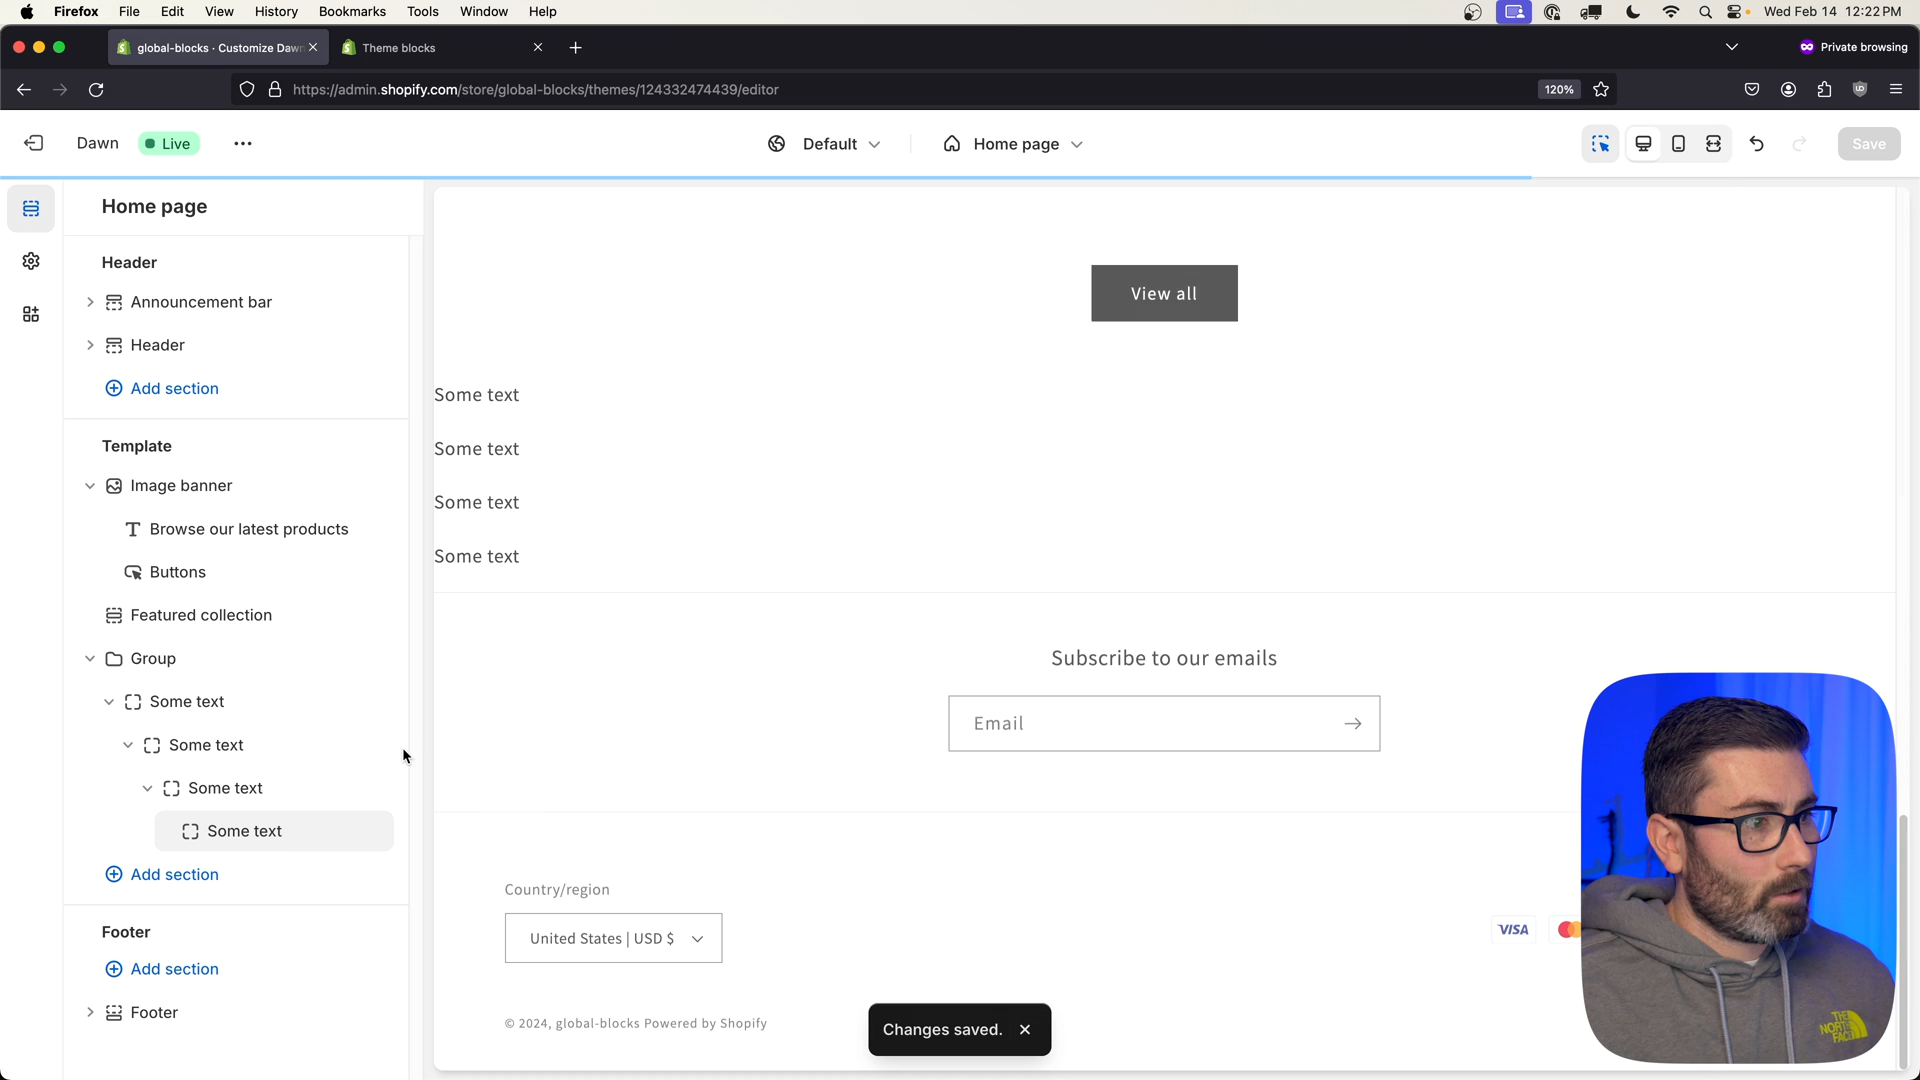 Firefox File Edit View History Bookmarks Tools Window Help Wed Feb 14 12:22 PM
global-blocks · Customize Dawn Theme blocks Private browsing
https://admin.shopify.com/store/global-blocks/themes/124332474439/editor 120%
Dawn Live Default Home page Save
Home page
Header
Announcement bar
Header
Add section
Template
Image banner
Browse our latest products
Buttons
Featured collection
Group
Some text
Some text
Some text
Some text
Add section
Footer
Add section
Footer
View all
Some text
Some text
Some text
Some text
Subscribe to our emails
Email
Country/region
United States | USD $
VISA
© 2024, global-blocks Powered by Shopify
Changes saved.
THE
NORTH
FACE